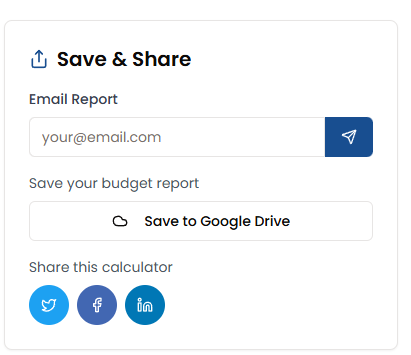 Save & Share
Email Report
your@email.com
Save your budget report
Save to Google Drive
Share this calculator